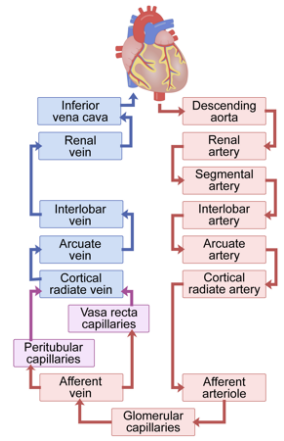 Inferior
vena cava
Descending
aorta
Renal
vein
Renal
artery
Segmental
artery
Interlobar
vein
Interlobar
artery
Arcuate
vein
Arcuate
artery
Cortical
radiate vein
Cortical
radiate artery
Vasa recta
capillaries
Peritubular
capillaries
Afferent
vein
Afferent
arteriole
Glomerular
capillaries